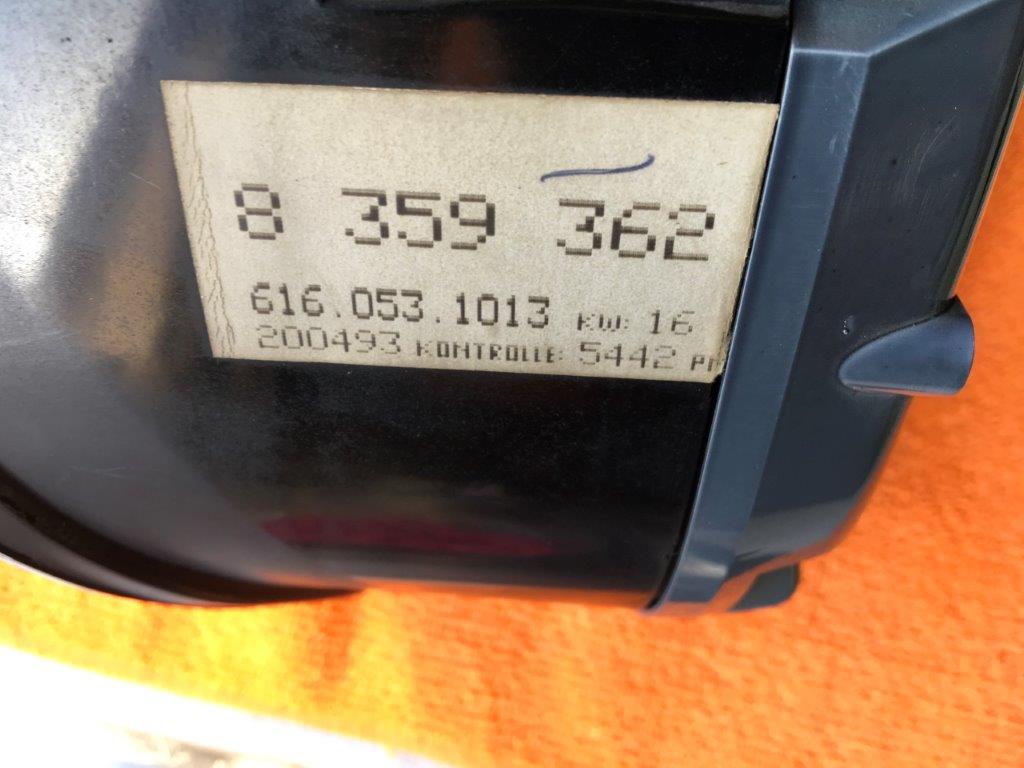 8 359 362
616.053.1013 KW: 16
200493 KONTROLLE: 5442